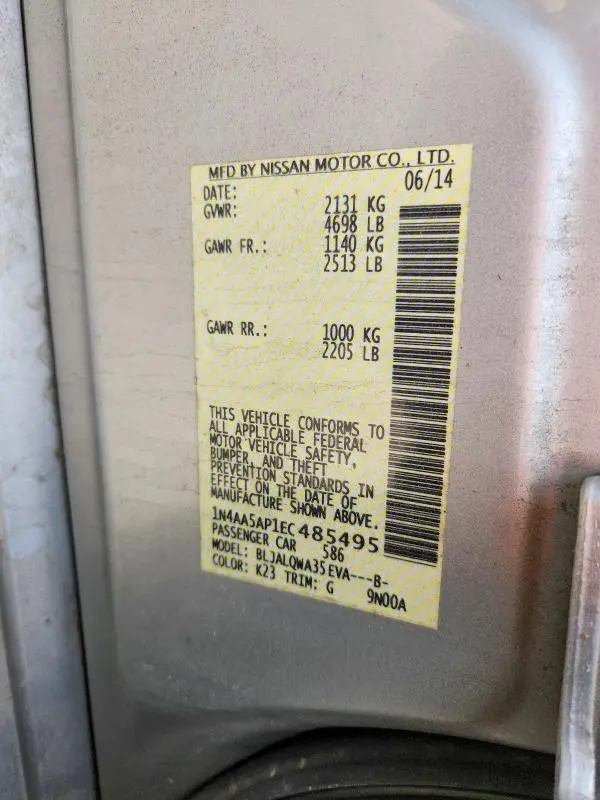 MFD BY NISSAN MOTOR CO., LTD.
DATE: 06/14
GVWR: 2131 KG
4698 LB
GAWR FR.: 1140 KG
2513 LB
GAWR RR.: 1000 KG
2205 LB
THIS VEHICLE CONFORMS TO
ALL APPLICABLE FEDERAL
MOTOR VEHICLE SAFETY,
BUMPER, AND THEFT
PREVENTION STANDARDS IN
EFFECT ON THE DATE OF
MANUFACTURE SHOWN ABOVE.
1N4AA5AP1EC485495
PASSENGER CAR 586
MODEL: BLJALQWA35EVA---B-
COLOR: K23 TRIM: G 9N00A